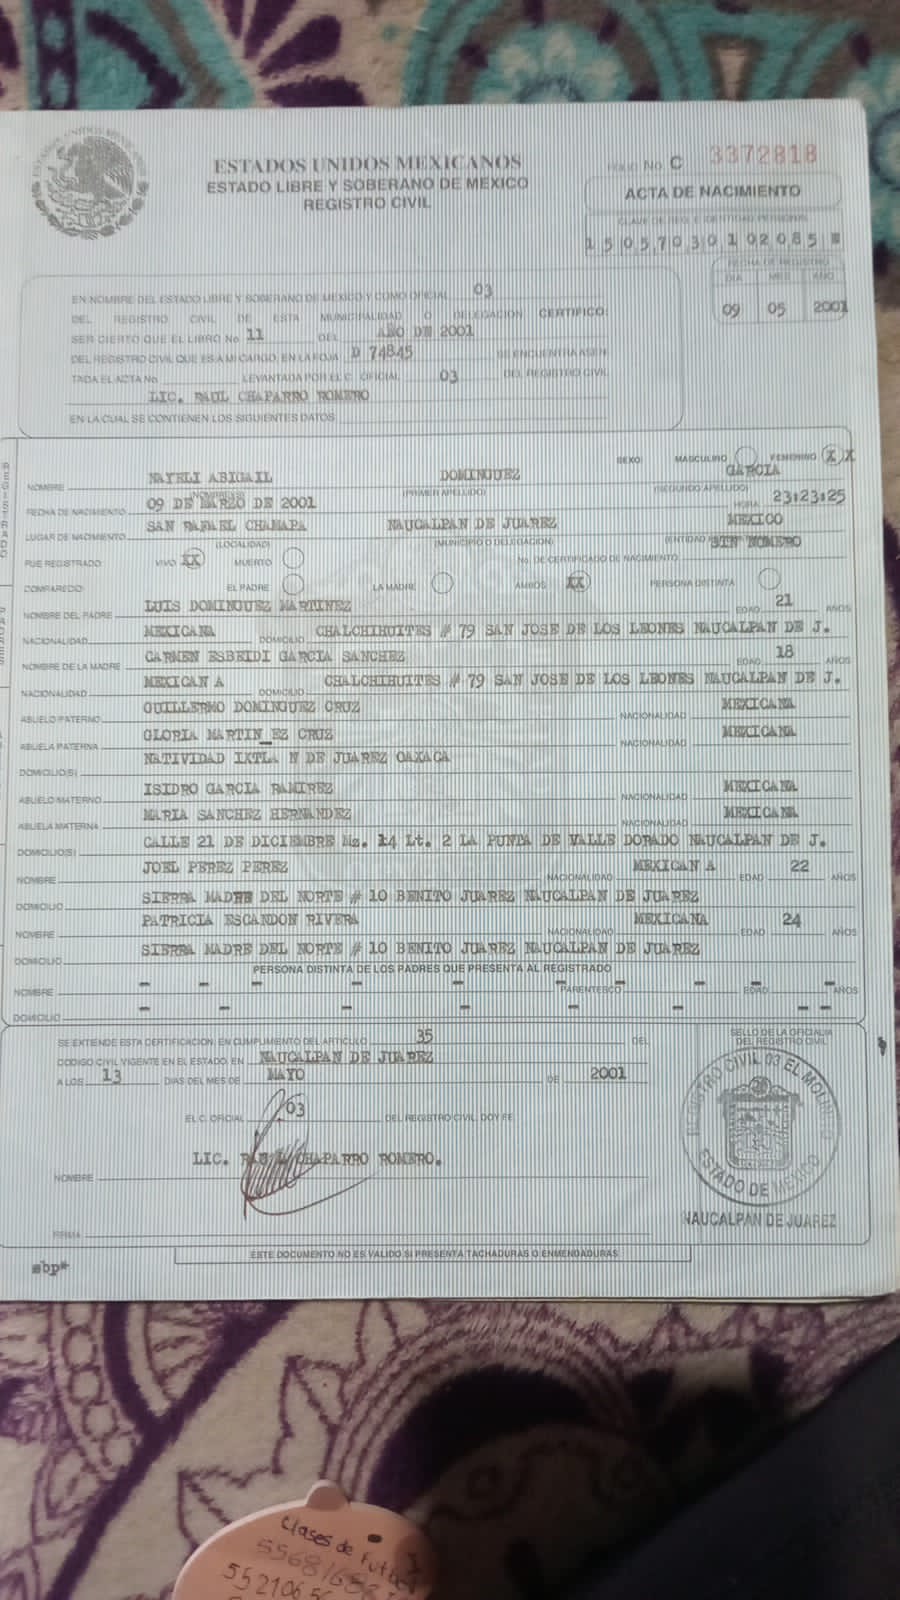 ESTADOS UNIDOS MEXICANOS
ESTADO LIBRE Y SOBERANO DE MEXICO
REGISTRO CIVIL
FOLIO No. C 3372818
ACTA DE NACIMIENTO
CLAVE DE REG. E IDENTIDAD PERSONAL
15057030102085
FECHA DE REGISTRO
DIA MES AÑO
09 05 2001
EN NOMBRE DEL ESTADO LIBRE Y SOBERANO DE MEXICO Y COMO OFICIAL 03
DEL REGISTRO CIVIL DE ESTA MUNICIPALIDAD O DELEGACION CERTIFICO:
SER CIERTO QUE EL LIBRO No. 11 DEL AÑO DE 2001
DEL REGISTRO CIVIL QUE ES A MI CARGO, EN LA FOJA D 74845 SE ENCUENTRA ASEN
TADA EL ACTA No. LEVANTADA POR EL C. OFICIAL 03 DEL REGISTRO CIVIL
LIC. RAUL CHAPARRO ROMERO
EN LA CUAL SE CONTIENEN LOS SIGUIENTES DATOS
SEXO: MASCULINO FEMENINO X X
NOMBRE NAYELI ABIGAIL DOMINGUEZ GARCIA
(NOMBRE) (PRIMER APELLIDO) (SEGUNDO APELLIDO)
FECHA DE NACIMIENTO 09 DE MARZO DE 2001 HORA 23:23:25
LUGAR DE NACIMIENTO SAN RAFAEL CHAMAPA NAUCALPAN DE JUAREZ MEXICO
(LOCALIDAD) (MUNICIPIO O DELEGACION) (ENTIDAD
FUE REGISTRADO VIVO XX MUERTO No. DE CERTIFICADO DE NACIMIENTO SIN NUMERO
COMPARECIO: EL PADRE LA MADRE AMBOS XX PERSONA DISTINTA
NOMBRE DEL PADRE LUIS DOMINGUEZ MARTINEZ EDAD 21 AÑOS
NACIONALIDAD MEXICANA DOMICILIO CHALCHIHUITES # 79 SAN JOSE DE LOS LEONES NAUCALPAN DE J.
NOMBRE DE LA MADRE CARMEN ESBEIDI GARCIA SANCHEZ EDAD 18 AÑOS
NACIONALIDAD MEXICAN A DOMICILIO CHALCHIHUITES # 79 SAN JOSE DE LOS LEONES NAUCALPAN DE J.
ABUELO PATERNO GUILLERMO DOMINGUEZ CRUZ NACIONALIDAD MEXICANA
ABUELA PATERNA GLORIA MARTIN_EZ CRUZ NACIONALIDAD MEXICANA
DOMICILIO(S) NATIVIDAD IXTLA N DE JUAREZ OAXACA
ABUELO MATERNO ISIDRO GARCIA RAMIREZ NACIONALIDAD MEXICANA
ABUELA MATERNA MARIA SANCHEZ HERNANDEZ NACIONALIDAD MEXICANA
DOMICILIO(S) CALLE 21 DE DICIEMBRE Mz. 14 Lt. 2 LA PUNTA DE VALLE DORADO NAUCALPAN DE J.
NOMBRE JOEL PEREZ PEREZ NACIONALIDAD MEXICAN A EDAD 22 AÑOS
DOMICILIO SIERRA MADRE DEL NORTE # 10 BENITO JUAREZ NAUCALPAN DE JUAREZ
NOMBRE PATRICIA ESCANDON RIVERA NACIONALIDAD MEXICANA EDAD 24 AÑOS
DOMICILIO SIERRA MADRE DEL NORTE # 10 BENITO JUAREZ NAUCALPAN DE JUAREZ
PERSONA DISTINTA DE LOS PADRES QUE PRESENTA AL REGISTRADO
NOMBRE - - - - - PARENTESCO - - EDAD - AÑOS
DOMICILIO - - - - - - - -
SE EXTIENDE ESTA CERTIFICACION, EN CUMPLIMIENTO DEL ARTICULO 35 DEL
CODIGO CIVIL VIGENTE EN EL ESTADO, EN NAUCALPAN DE JUAREZ
A LOS 13 DIAS DEL MES DE MAYO DE 2001
EL C. OFICIAL 03 DEL REGISTRO CIVIL, DOY FE.
NOMBRE LIC. RAUL CHAPARRO ROMERO.
FIRMA
SELLO DE LA OFICIALIA
DEL REGISTRO CIVIL
REGISTRO CIVIL 03 EL MOLINITO
ESTADO DE MEXICO
NAUCALPAN DE JUAREZ
ESTE DOCUMENTO NO ES VALIDO SI PRESENTA TACHADURAS O ENMENDADURAS
sbp*
Clases de